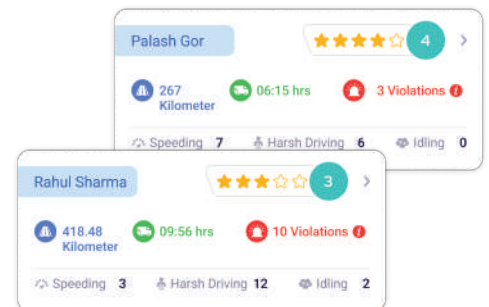 Palash Gor 4
267 Kilometer
06:15 hrs
3 Violations i
Speeding 7 Harsh Driving 6 Idling 0
Rahul Sharma 3
418.48 Kilometer
09:56 hrs
10 Violations i
Speeding 3 Harsh Driving 12 Idling 2